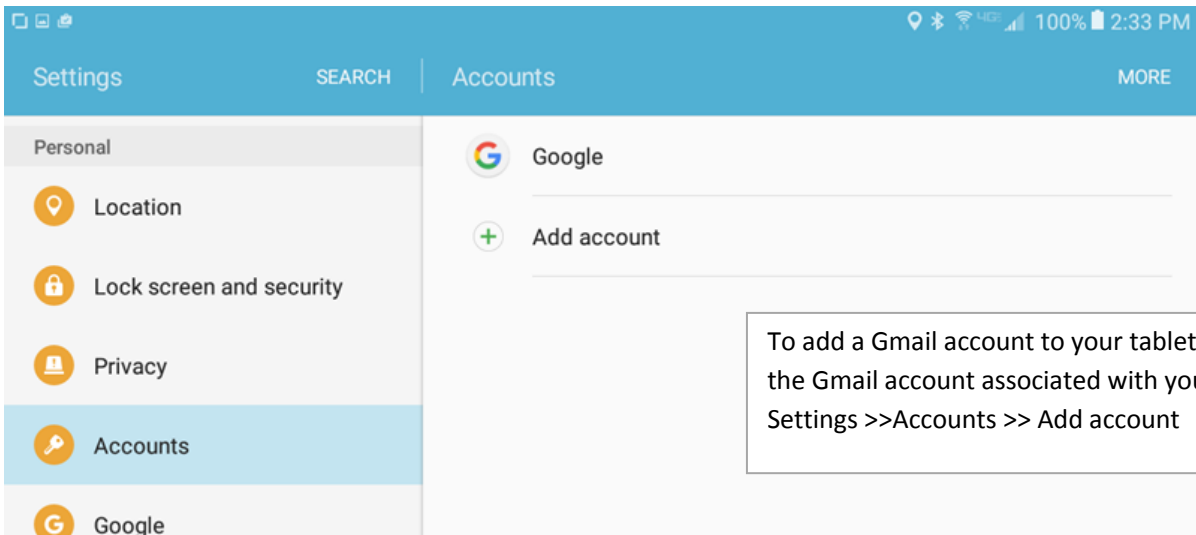 4G 100% 2:33 PM
Settings SEARCH Accounts MORE
Personal
Location
Lock screen and security
Privacy
Accounts
Google
Google
Add account
To add a Gmail account to your tablet
the Gmail account associated with
Settings >>Accounts >> Add account